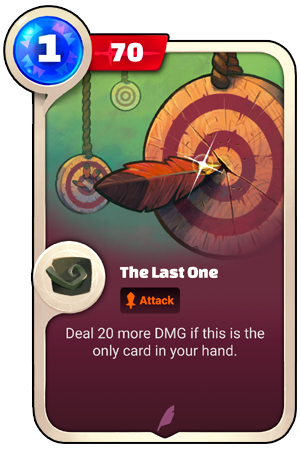 1
70
The Last One
Attack
Deal 20 more DMG if this is the
only card in your hand.